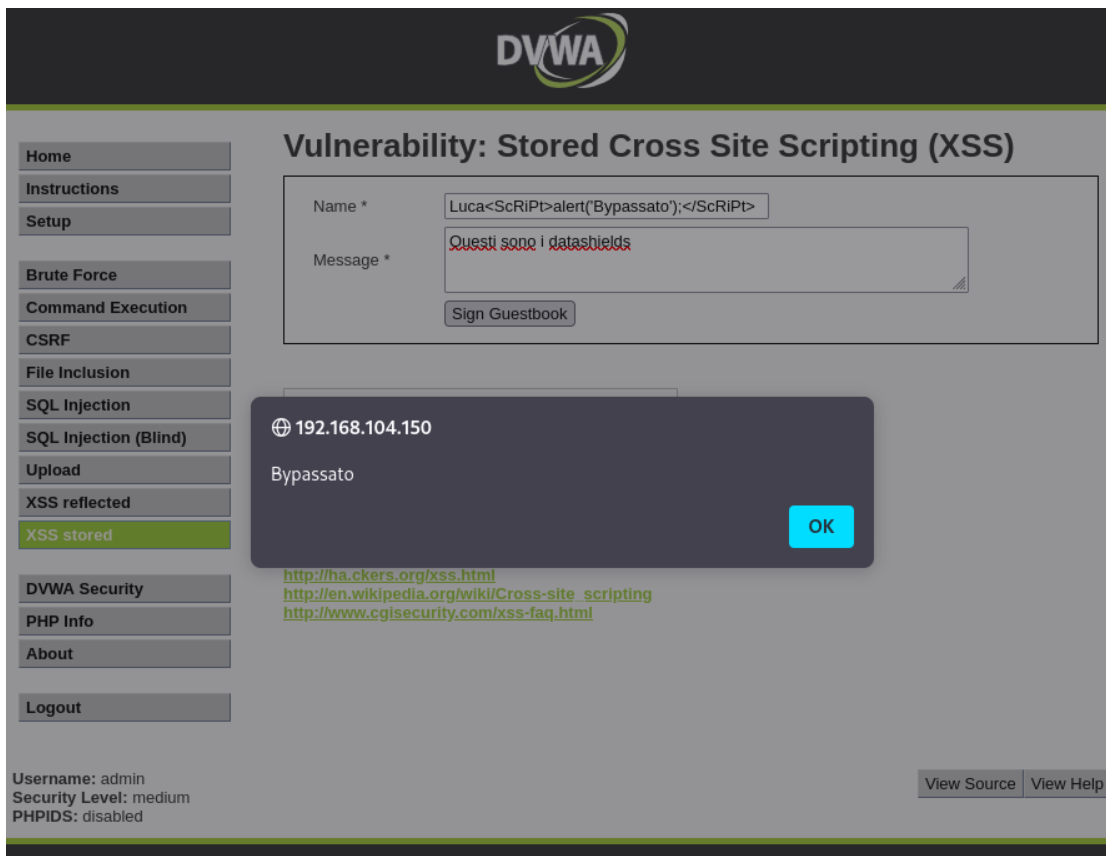 DVWA
Vulnerability: Stored Cross Site Scripting (XSS)
Home
Instructions
Setup
Brute Force
Command Execution
CSRF
File Inclusion
SQL Injection
SQL Injection (Blind)
Upload
XSS reflected
XSS stored
DVWA Security
PHP Info
About
Logout
Name * Luca<ScRiPt>alert('Bypassato');</ScRiPt>
Message * Questi sono i datashields
Sign Guestbook
192.168.104.150
Bypassato
OK
http://ha.ckers.org/xss.html
http://en.wikipedia.org/wiki/Cross-site_scripting
http://www.cgisecurity.com/xss-faq.html
Username: admin
Security Level: medium
PHPIDS: disabled
View Source View Help